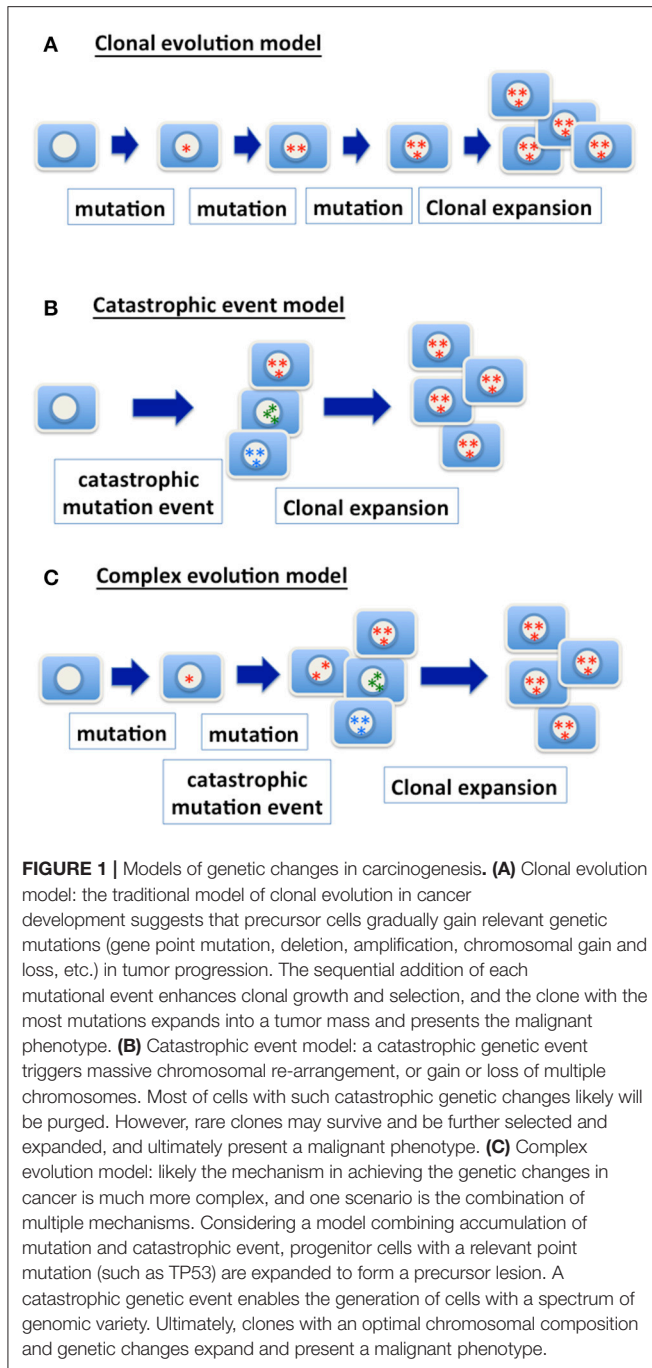 A Clonal evolution model
* * * * * * * * * * * * * * * * * *
mutation mutation mutation Clonal expansion
B Catastrophic event model
* * * * * * * * * * * * * * * * * * * * *
catastrophic
mutation event Clonal expansion
C Complex evolution model
* * * * * * * * * * * * * * * * * * * * * * * *
mutation mutation
catastrophic
mutation event Clonal expansion
FIGURE 1 | Models of genetic changes in carcinogenesis. (A) Clonal evolution
model: the traditional model of clonal evolution in cancer
development suggests that precursor cells gradually gain relevant genetic
mutations (gene point mutation, deletion, amplification, chromosomal gain and
loss, etc.) in tumor progression. The sequential addition of each
mutational event enhances clonal growth and selection, and the clone with the
most mutations expands into a tumor mass and presents the malignant
phenotype. (B) Catastrophic event model: a catastrophic genetic event
triggers massive chromosomal re-arrangement, or gain or loss of multiple
chromosomes. Most of cells with such catastrophic genetic changes likely will
be purged. However, rare clones may survive and be further selected and
expanded, and ultimately present a malignant phenotype. (C) Complex
evolution model: likely the mechanism in achieving the genetic changes in
cancer is much more complex, and one scenario is the combination of
multiple mechanisms. Considering a model combining accumulation of
mutation and catastrophic event, progenitor cells with a relevant point
mutation (such as TP53) are expanded to form a precursor lesion. A
catastrophic genetic event enables the generation of cells with a spectrum of
genomic variety. Ultimately, clones with an optimal chromosomal composition
and genetic changes expand and present a malignant phenotype.